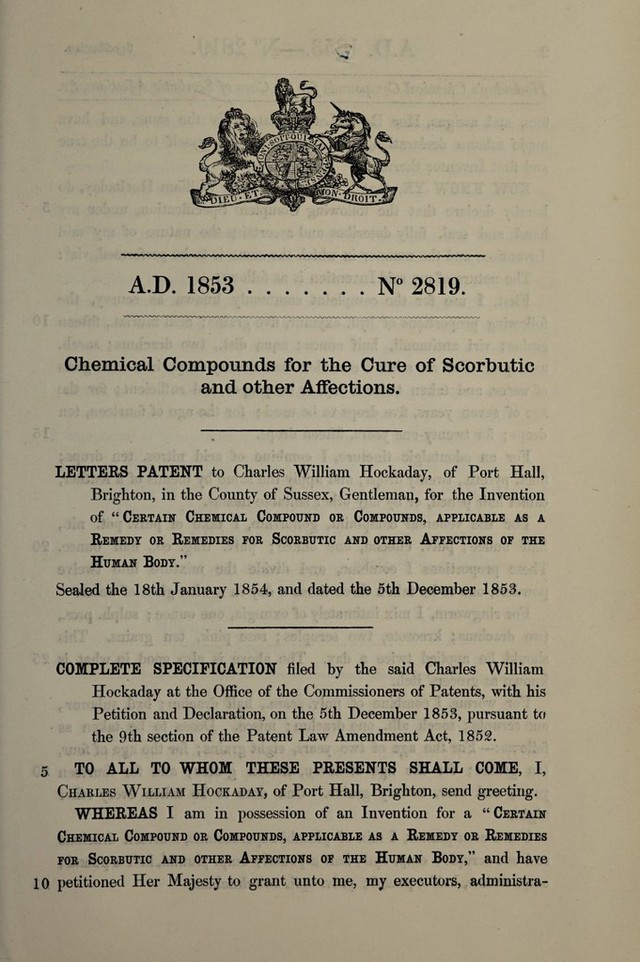 DIEU·ET MON·DROIT.
A.D. 1853 . . . . . . . Nº 2819.
Chemical Compounds for the Cure of Scorbutic
and other Affections.
LETTERS PATENT to Charles William Hockaday, of Port Hall,
Brighton, in the County of Sussex, Gentleman, for the Invention
of “ CERTAIN CHEMICAL COMPOUND OR COMPOUNDS, APPLICABLE AS A
REMEDY OR REMEDIES FOR SCORBUTIC AND OTHER AFFECTIONS OF THE
HUMAN BODY.”
Sealed the 18th January 1854, and dated the 5th December 1853.
COMPLETE SPECIFICATION filed by the said Charles William
Hockaday at the Office of the Commissioners of Patents, with his
Petition and Declaration, on the 5th December 1853, pursuant to
the 9th section of the Patent Law Amendment Act, 1852.
5 TO ALL TO WHOM THESE PRESENTS SHALL COME, I,
CHARLES WILLIAM HOCKADAY, of Port Hall, Brighton, send greeting.
WHEREAS I am in possession of an Invention for a “ CERTAIN
CHEMICAL COMPOUND OR COMPOUNDS, APPLICABLE AS A REMEDY OR REMEDIES
FOR SCORBUTIC AND OTHER AFFECTIONS OF THE HUMAN BODY,” and have
10 petitioned Her Majesty to grant unto me, my executors, administra-